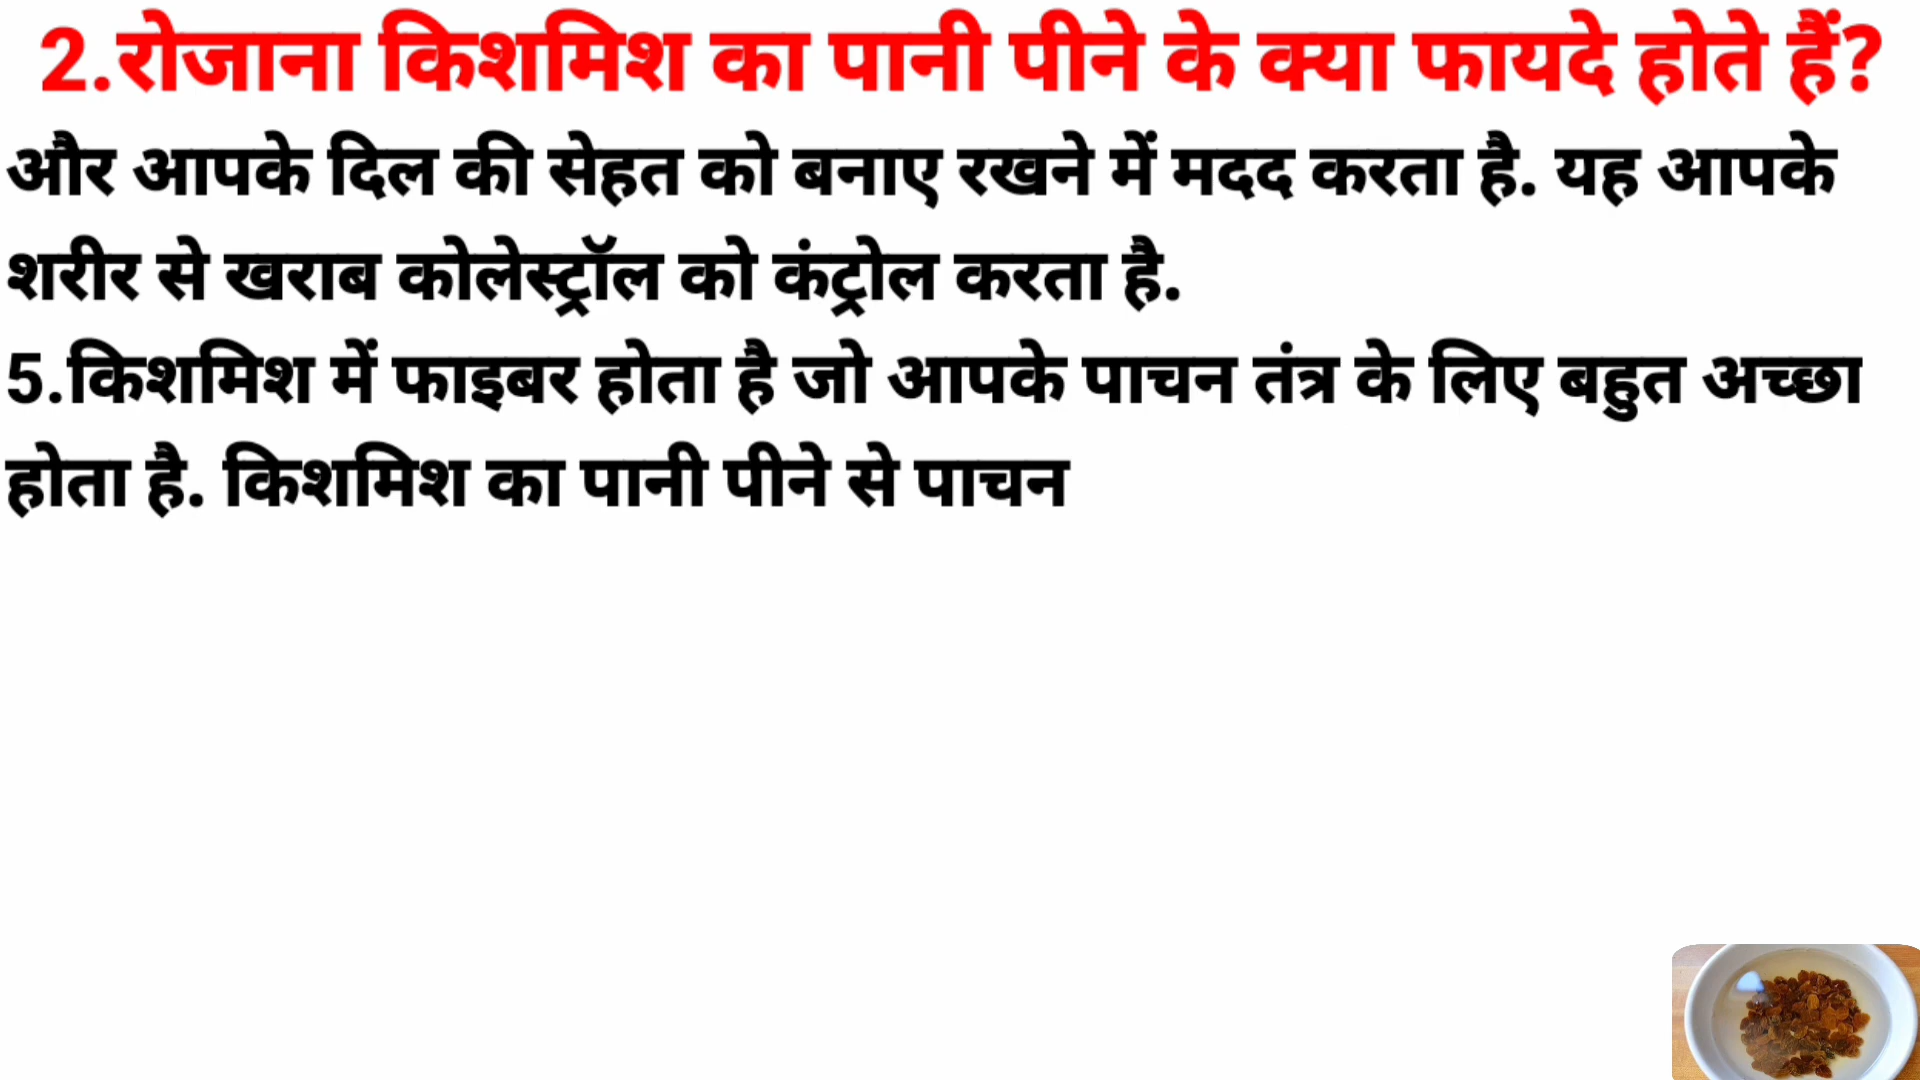 2.रोजाना किशमिश का पानी पीने के क्या फायदे होते हैं?
और आपके दिल की सेहत को बनाए रखने में मदद करता है. यह आपके
शरीर से खराब कोलेस्ट्रॉल को कंट्रोल करता है.
5.किशमिश में फाइबर होता है जो आपके पाचन तंत्र के लिए बहुत अच्छा
होता है. किशमिश का पानी पीने से पाचन